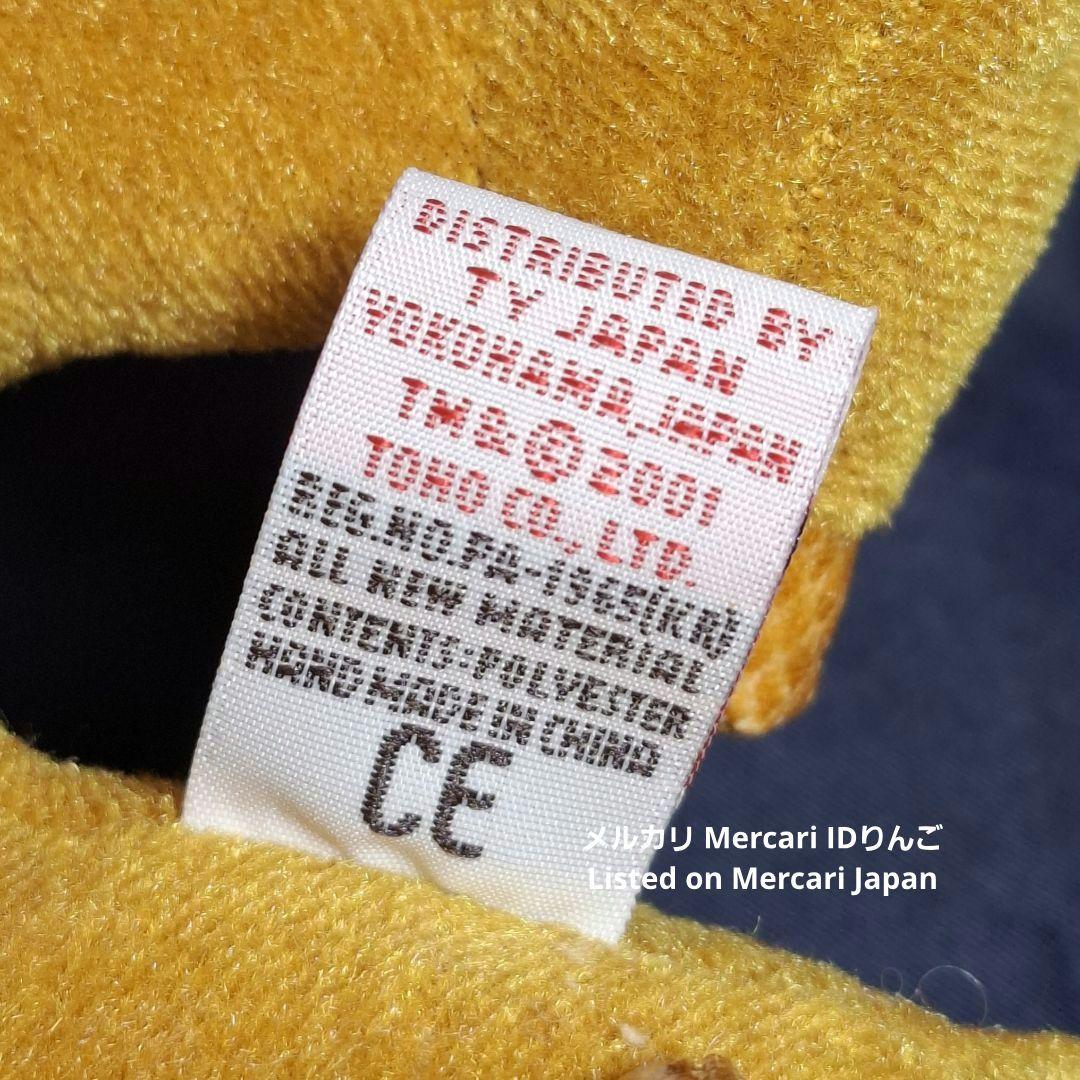 DISTRIBUTED BY
TY JAPAN
YOKOHAMA, JAPAN
TM & © 2001
TOHO CO., LTD.
REG.NO.PA-1965(KR)
ALL NEW MATERIAL
CONTENTS:POLYESTER
HAND MADE IN CHINA
CE
メルカリ Mercari IDりんご
Listed on Mercari Japan